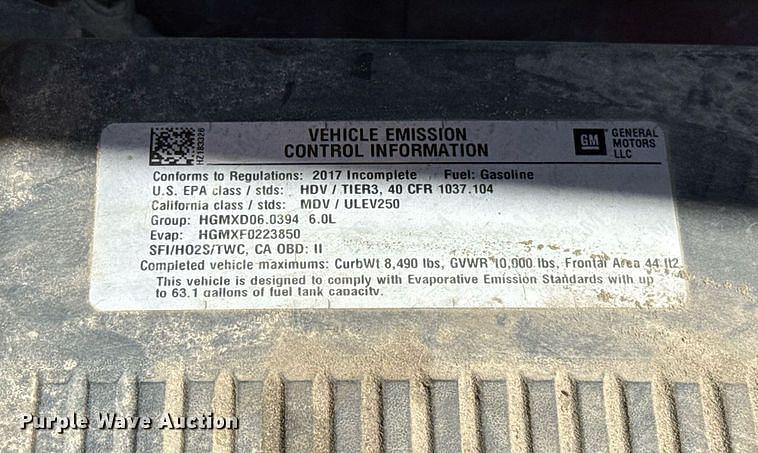 HZ183326
VEHICLE EMISSION
CONTROL INFORMATION
GM
GENERAL
MOTORS
LLC
Conforms to Regulations: 2017 Incomplete Fuel: Gasoline
U.S. EPA class / stds: HDV / TIER3, 40 CFR 1037.104
California class / stds: MDV / ULEV250
Group: HGMXD06.0394 6.0L
Evap: HGMXF0223850
SFI/HO2S/TWC, CA OBD: II
Completed vehicle maximums: CurbWt 8,490 lbs, GVWR 10,000 lbs, Frontal Area 44 ft2
This vehicle is designed to comply with Evaporative Emission Standards with up
to 63.1 gallons of fuel tank capacity.
Purple Wave Auction